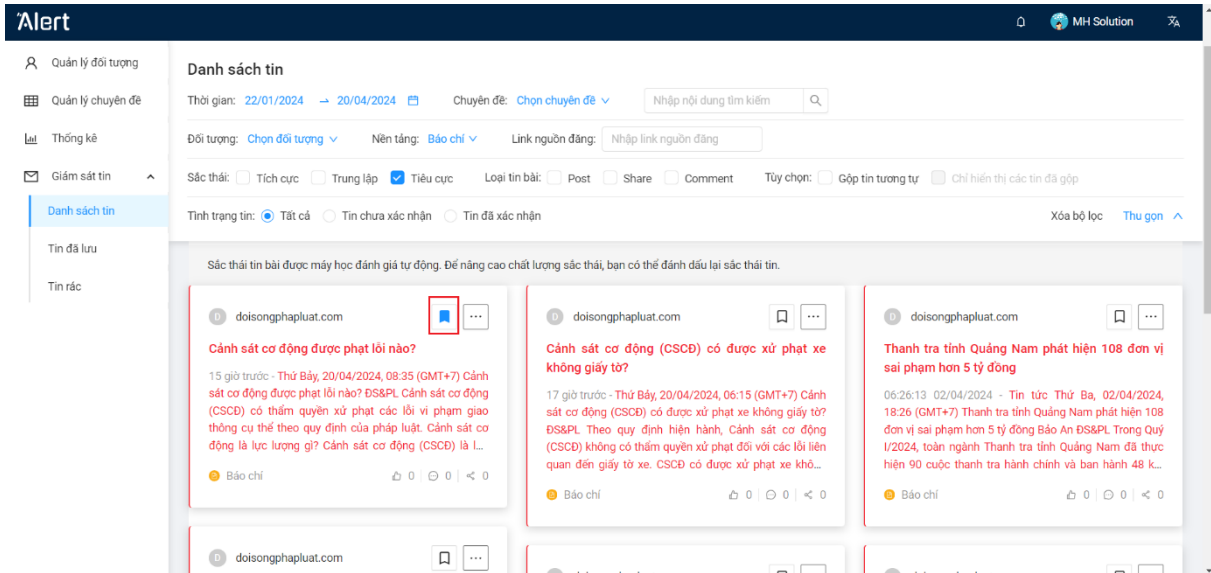 Alert
MH Solution
Quản lý đối tượng
Quản lý chuyên đề
Thống kê
Giám sát tin
Danh sách tin
Tin đã lưu
Tin rác
Danh sách tin
Thời gian: 22/01/2024 → 20/04/2024 Chuyên đề: Chọn chuyên đề Nhập nội dung tìm kiếm
Đối tượng: Chọn đối tượng Nền tảng: Báo chí Link nguồn đăng: Nhập link nguồn đăng
Sắc thái: Tích cực Trung lập Tiêu cực Loại tin bài: Post Share Comment Tùy chọn: Gộp tin tương tự Chỉ hiển thị các tin đã gộp
Tình trạng tin: Tất cả Tin chưa xác nhận Tin đã xác nhận Xóa bộ lọc Thu gọn
Sắc thái tin bài được máy học đánh giá tự động. Để nâng cao chất lượng sắc thái, bạn có thể đánh dấu lại sắc thái tin.
D doisongphapluat.com
Cảnh sát cơ động được phạt lỗi nào?
15 giờ trước - Thứ Bảy, 20/04/2024, 08:35 (GMT+7) Cảnh
sát cơ động được phạt lỗi nào? ĐS&PL Cảnh sát cơ động
(CSCĐ) có thẩm quyền xử phạt các lỗi vi phạm giao
thông cụ thể theo quy định của pháp luật. Cảnh sát cơ
động là lực lượng gì? Cảnh sát cơ động (CSCĐ) là l...
Báo chí 0 0 0
D doisongphapluat.com
Cảnh sát cơ động (CSCĐ) có được xử phạt xe
không giấy tờ?
17 giờ trước - Thứ Bảy, 20/04/2024, 06:15 (GMT+7) Cảnh
sát cơ động (CSCĐ) có được xử phạt xe không giấy tờ?
ĐS&PL Theo quy định hiện hành, Cảnh sát cơ động
(CSCĐ) không có thẩm quyền xử phạt đối với các lỗi liên
quan đến giấy tờ xe. CSCĐ có được xử phạt xe khô...
Báo chí 0 0 0
D doisongphapluat.com
Thanh tra tỉnh Quảng Nam phát hiện 108 đơn vị
sai phạm hơn 5 tỷ đồng
06:26:13 02/04/2024 - Tin tức Thứ Ba, 02/04/2024,
18:26 (GMT+7) Thanh tra tỉnh Quảng Nam phát hiện 108
đơn vị sai phạm hơn 5 tỷ đồng Bảo An ĐS&PL Trong Quý
I/2024, toàn ngành Thanh tra tỉnh Quảng Nam đã thực
hiện 90 cuộc thanh tra hành chính và ban hành 48 k...
Báo chí 0 0 0
D doisongphapluat.com